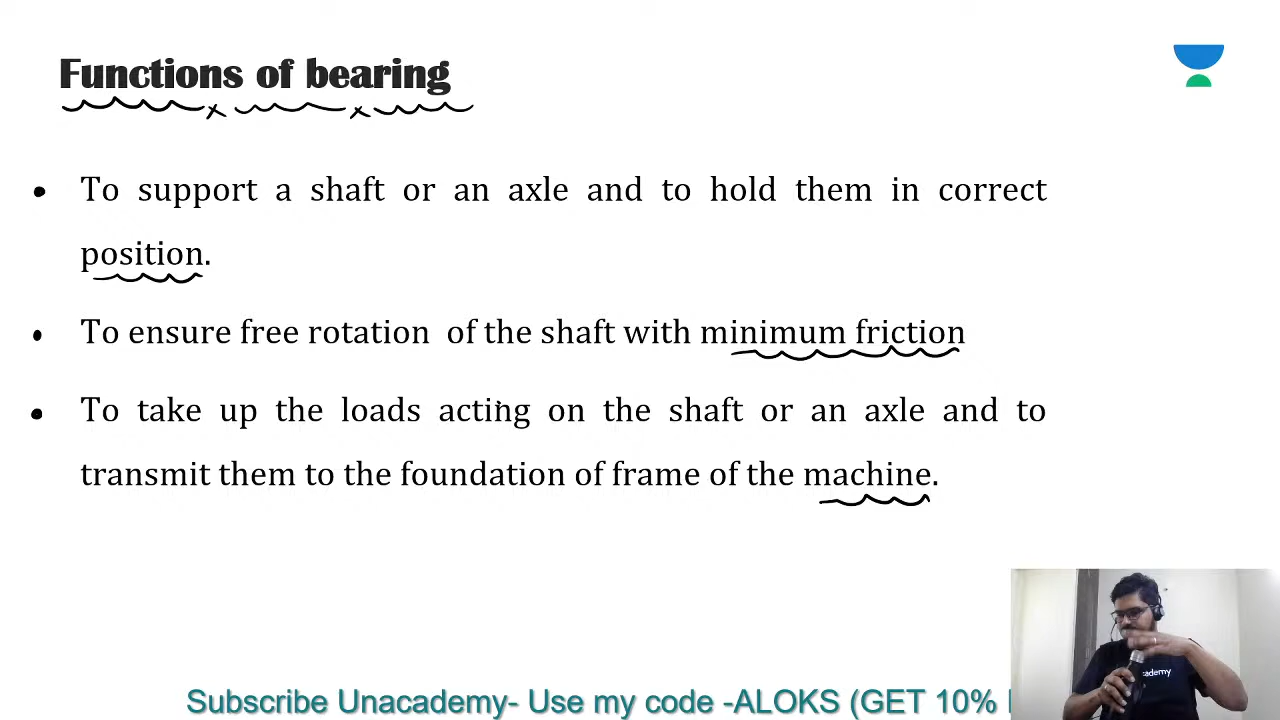 Functions of bearing
• To support a shaft or an axle and to hold them in correct
position.
• To ensure free rotation of the shaft with minimum friction
• To take up the loads acting on the shaft or an axle and to
transmit them to the foundation of frame of the machine.
cademy
Subscribe Unacademy- Use my code -ALOKS (GET 10%